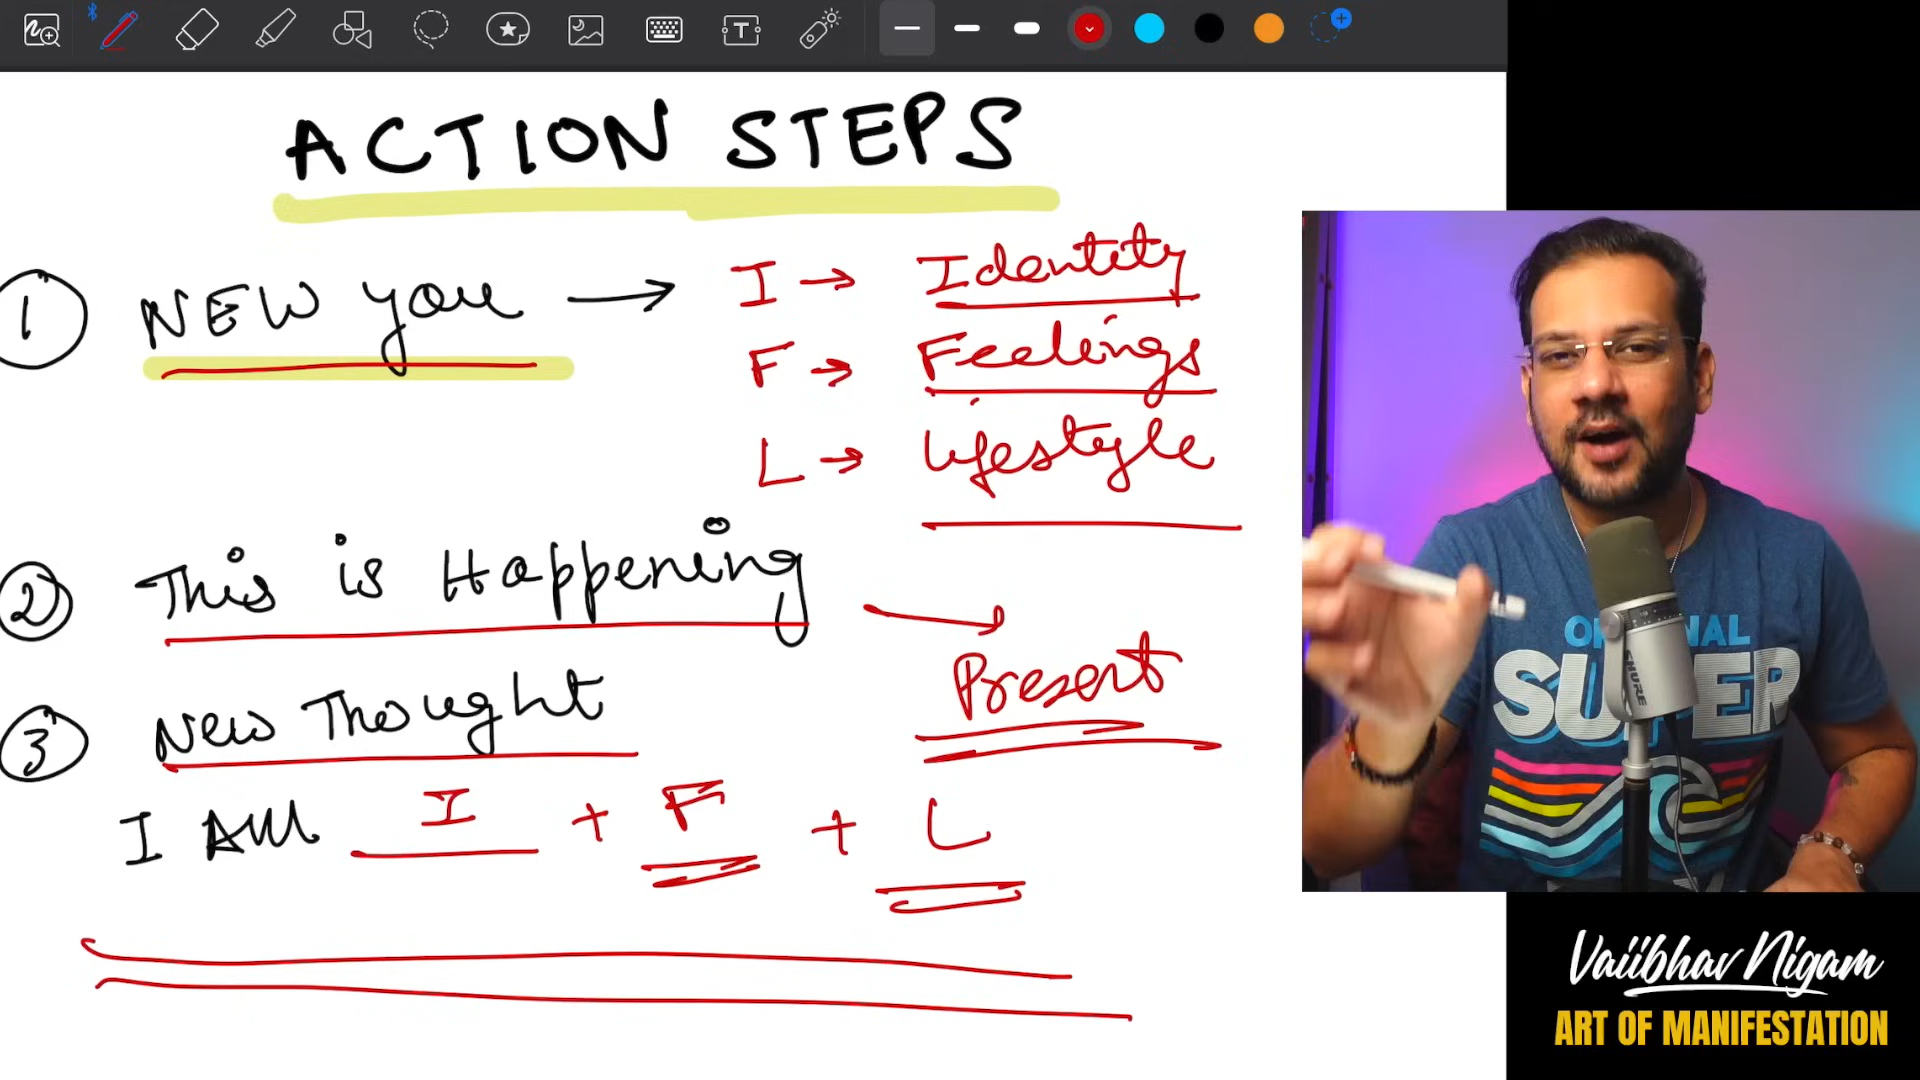 ACTION STEPS
1 NEW you → I → Identity
F → Feelings
L → Lifestyle
2 This is Happening → Present
3 New Thought
I AM I + F + L
ORIGINAL
SUPER
SHURE
Vaiibhav Nigam
ART OF MANIFESTATION